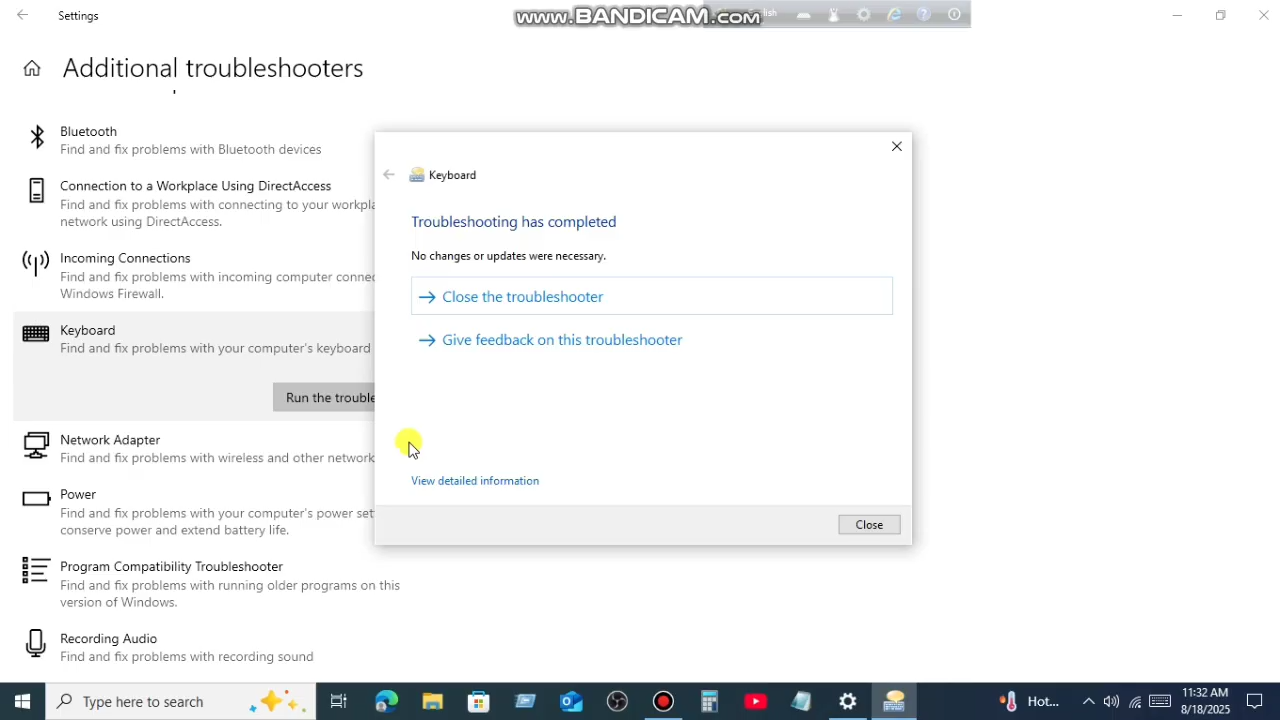 Settings
www.BANDICAM.com
English
Additional troubleshooters
Bluetooth
Find and fix problems with Bluetooth devices
Connection to a Workplace Using DirectAccess
Find and fix problems with connecting to your workpla
network using DirectAccess.
Incoming Connections
Find and fix problems with incoming computer connec
Windows Firewall.
Keyboard
Find and fix problems with your computer's keyboard
Run the trouble
Network Adapter
Find and fix problems with wireless and other network
Power
Find and fix problems with your computer's power set
conserve power and extend battery life.
Program Compatibility Troubleshooter
Find and fix problems with running older programs on this
version of Windows.
Recording Audio
Find and fix problems with recording sound
Keyboard
Troubleshooting has completed
No changes or updates were necessary.
Close the troubleshooter
Give feedback on this troubleshooter
View detailed information
Close
Type here to search
Hot...
11:32 AM
8/18/2025